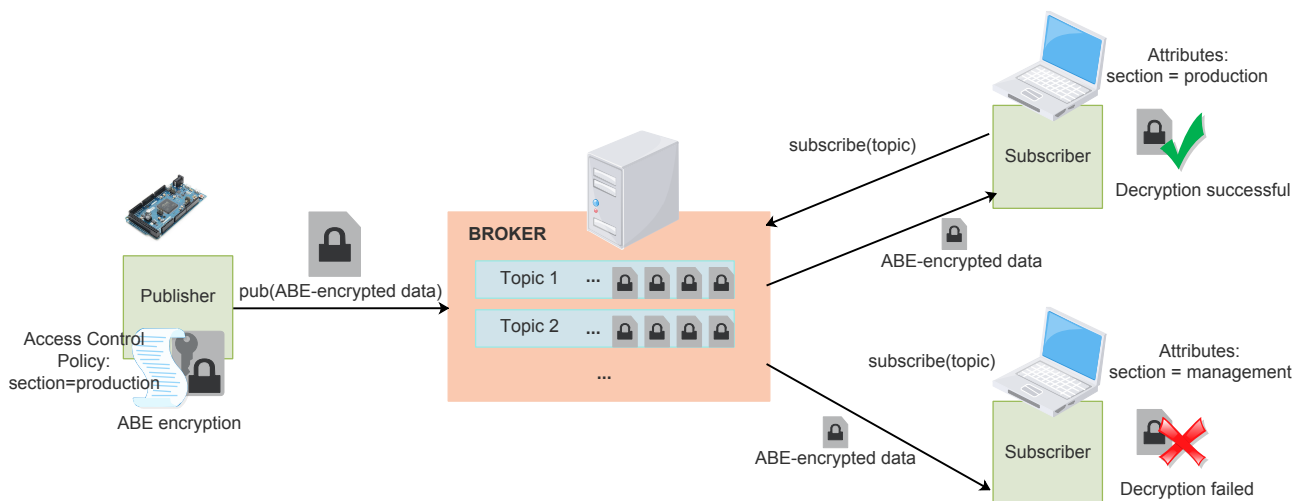 Publisher
Access Control
Policy:
section=production
ABE encryption
pub(ABE-encrypted data)
BROKER
Topic 1 ...
Topic 2 ...
...
subscribe(topic)
ABE-encrypted data
Attributes:
section = production
Subscriber
Decryption successful
subscribe(topic)
ABE-encrypted data
Attributes:
section = management
Subscriber
Decryption failed